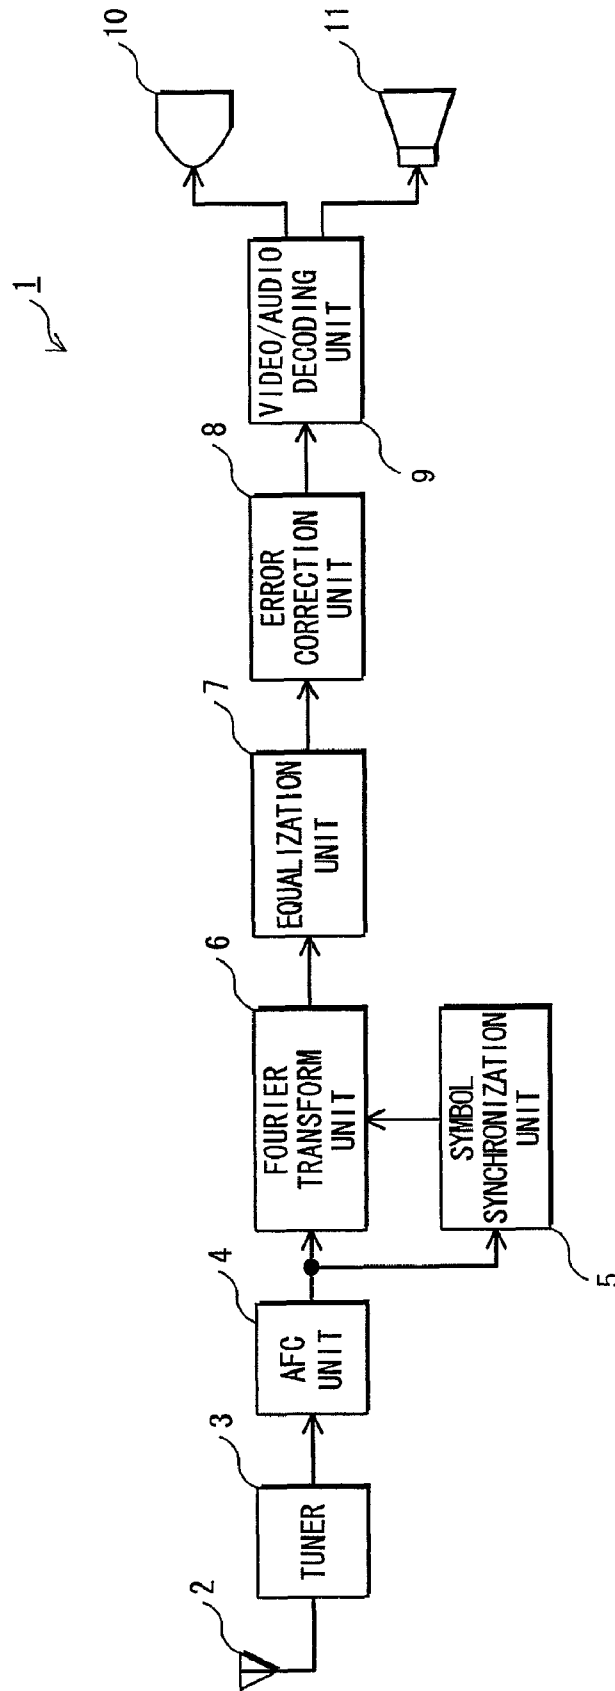 1
2
3
TUNER
4
AFC
UNIT
5
SYMBOL
SYNCHRONIZATION
UNIT
6
FOURIER
TRANSFORM
UNIT
7
EQUALIZATION
UNIT
8
ERROR
CORRECTION
UNIT
9
VIDEO/AUDIO
DECODING
UNIT
10
11